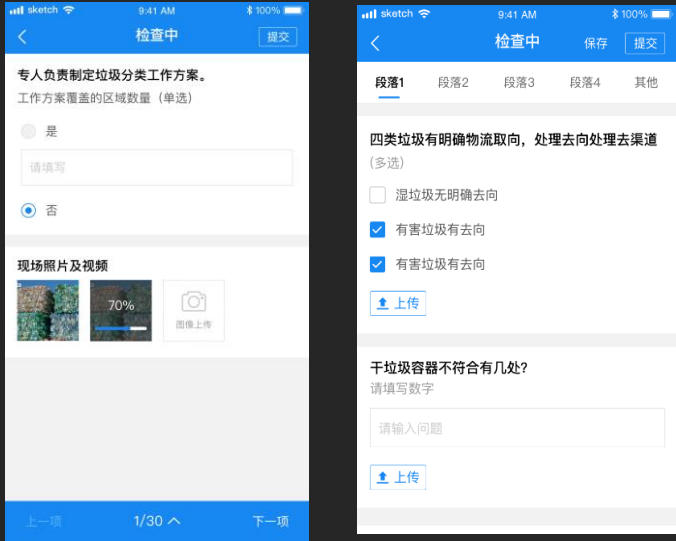 sketch 9:41 AM 100%
检查中 提交
专人负责制定垃圾分类工作方案。
工作方案覆盖的区域数量（单选）
是
请填写
否
现场照片及视频
70%
图像上传
上一项 1/30 下一项
sketch 9:41 AM 100%
检查中 保存 提交
段落1 段落2 段落3 段落4 其他
四类垃圾有明确物流取向，处理去向处理去渠道
(多选)
湿垃圾无明确去向
有害垃圾有去向
有害垃圾有去向
上传
干垃圾容器不符合有几处?
请填写数字
请输入问题
上传